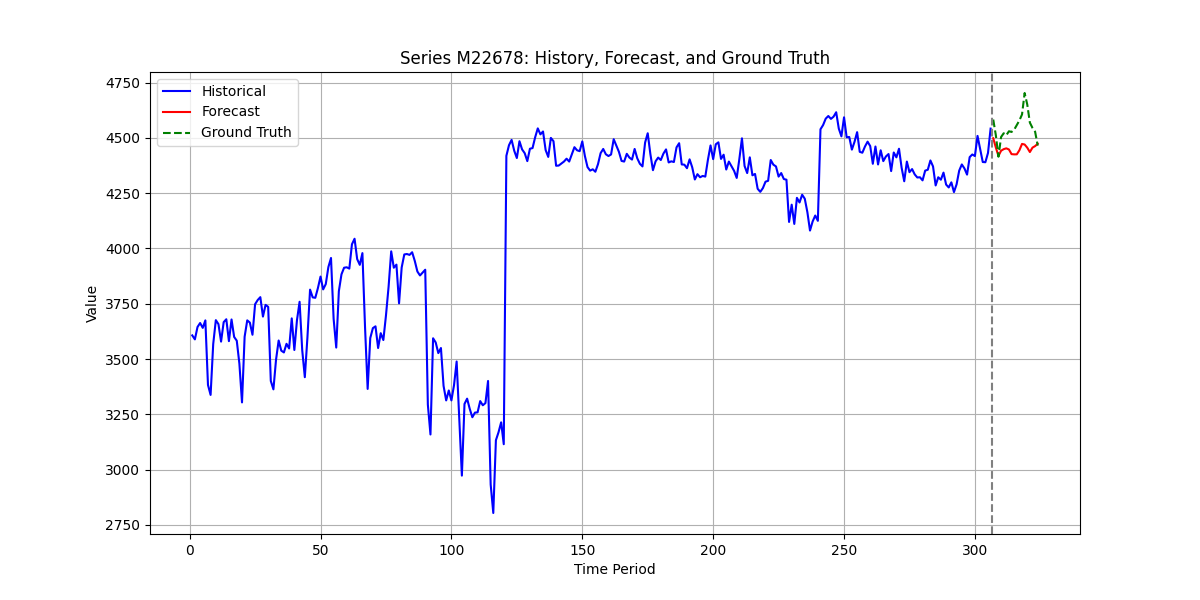 Series M22678: History, Forecast, and Ground Truth
Historical
Forecast
Ground Truth
4750
4500
4250
4000
3750
3500
3250
3000
2750
Value
0 50 100 150 200 250 300
Time Period